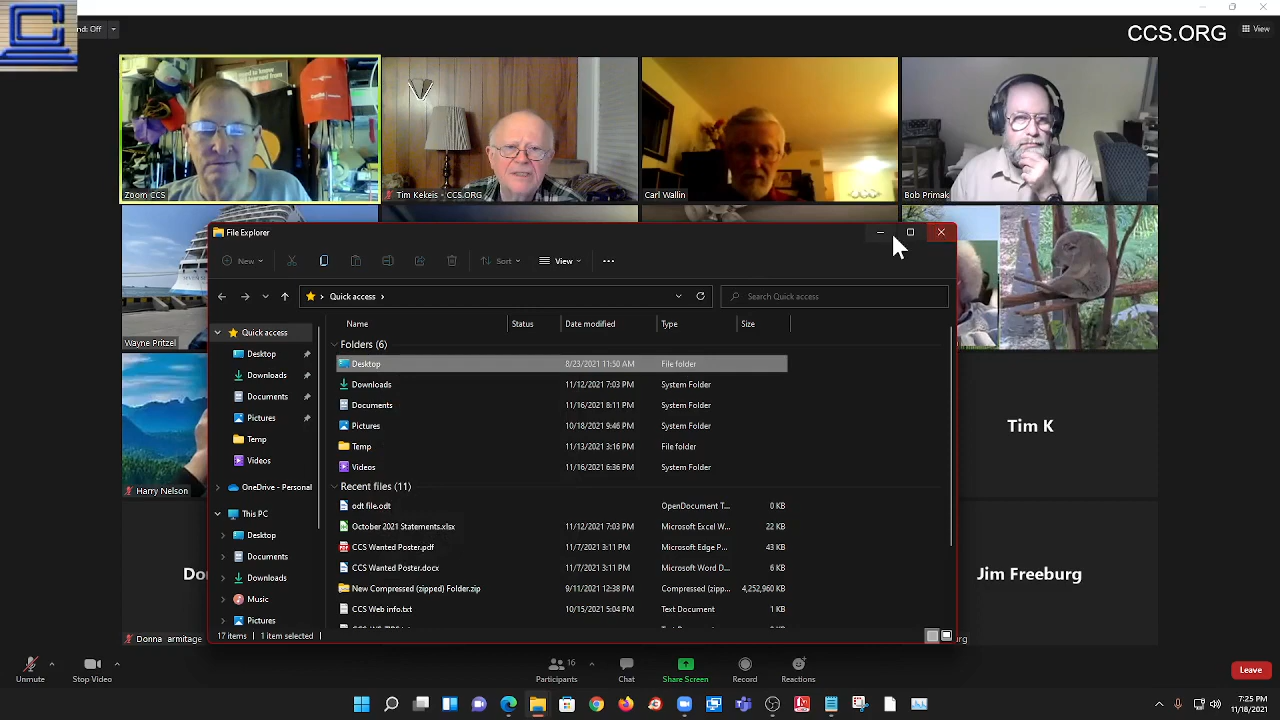 nd: Off
CCS.ORG
View
Zoom CCS
Tim Kekeis - CCS.ORG
Carl Wallin
Bob Primak
Wayne Pritzel
File Explorer
New
Sort
View
Quick access
Search Quick access
Name Status Date modified Type Size
Quick access
Folders (6)
Desktop
Desktop 8/23/2021 11:50 AM File folder
Downloads
Downloads 11/12/2021 7:03 PM System Folder
Documents
Documents 11/16/2021 8:11 PM System Folder
Pictures
Pictures 10/18/2021 9:46 PM System Folder
Temp
Temp 11/13/2021 3:16 PM File folder
Videos
Videos 11/16/2021 6:36 PM System Folder
OneDrive - Personal
Recent files (11)
This PC
odt file.odt OpenDocument T... 0 KB
Desktop
October 2021 Statements.xlsx 11/12/2021 7:03 PM Microsoft Excel W... 22 KB
Documents
CCS Wanted Poster.pdf 11/7/2021 3:11 PM Microsoft Edge P... 43 KB
Downloads
CCS Wanted Poster.docx 11/7/2021 3:11 PM Microsoft Word D... 6 KB
Music
New Compressed (zipped) Folder.zip 9/11/2021 12:38 PM Compressed (zipp... 4,252,960 KB
Pictures
CCS Web info.txt 10/15/2021 5:04 PM Text Document 1 KB
17 items 1 item selected
Harry Nelson
Tim K
Do
Jim Freeburg
Donna armitage
rg
Unmute
Stop Video
16
Participants
Chat
Share Screen
Record
Reactions
Leave
7:25 PM
11/18/2021